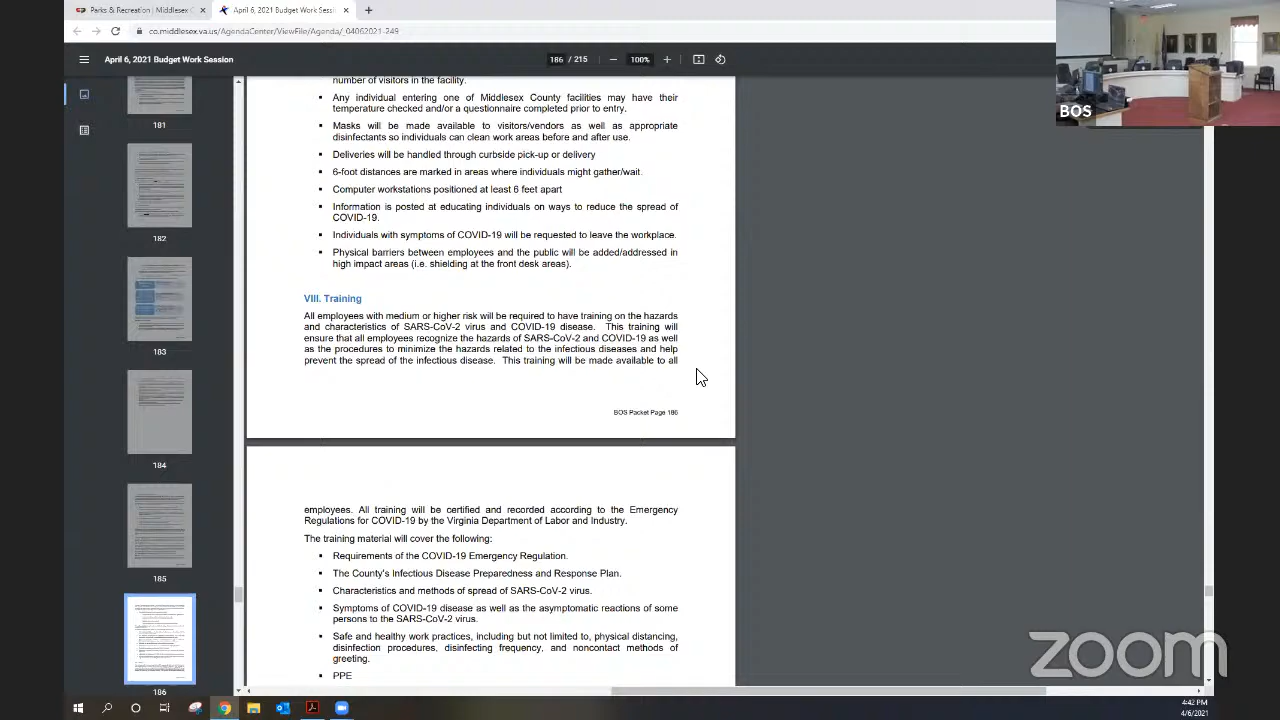 Parks & Recreation | Middlesex C
April 6, 2021 Budget Work Sess
co.middlesex.va.us/AgendaCenter/ViewFile/Agenda/_04062021-249
April 6, 2021 Budget Work Session
186 / 215
100%
BOS
181
182
183
184
185
186
number of visitors in the facility.
▪ Any individual entering one of Middlesex County facilities may have their
temperature checked and/or a questionnaire completed prior to entry.
▪ Masks will be made available to visitors/vendors as well as appropriate
disinfectants so individuals can clean work areas before and after use.
▪ Deliveries will be handled through curbside pick-up or delivery
▪ 6-foot distances are marked in areas where individuals might gather/wait.
▪ Computer workstations positioned at least 6 feet apart
▪ Information is posted at educating individuals on ways to reduce the spread of
COVID-19.
▪ Individuals with symptoms of COVID-19 will be requested to leave the workplace.
▪ Physical barriers between employees and the public will be added/addressed in
high impact areas (i.e. shielding at the front desk areas).
VIII. Training
All employees with medium or higher risk will be required to have training on the hazards
and characteristics of SARS-CoV-2 virus and COVID-19 disease. This training will
ensure that all employees recognize the hazards of SARS-CoV-2 and COVID-19 as well
as the procedures to minimize the hazards related to the infectious diseases and help
prevent the spread of the infectious disease. This training will be made available to all
BOS Packet Page 186
employees. All training will be certified and recorded according to the Emergency
Regulations for COVID-19 by the Virginia Department of Labor and Industry.
The training material will cover the following:
▪ Requirements of the COVID-19 Emergency Regulation.
▪ The County's Infectious Disease Preparedness and Response Plan.
▪ Characteristics and methods of spread of SARS-CoV-2 virus.
▪ Symptoms of COVID-19 disease as well as the asymptomatic reactions of some
persons to the SARS-CoV-2 virus.
▪ Safe and healthy work practices, including but not limited to, physical distancing,
disinfection procedures, disinfecting frequency, and noncontact methods of
greeting.
▪ PPE
zoom
4:42 PM
4/6/2021